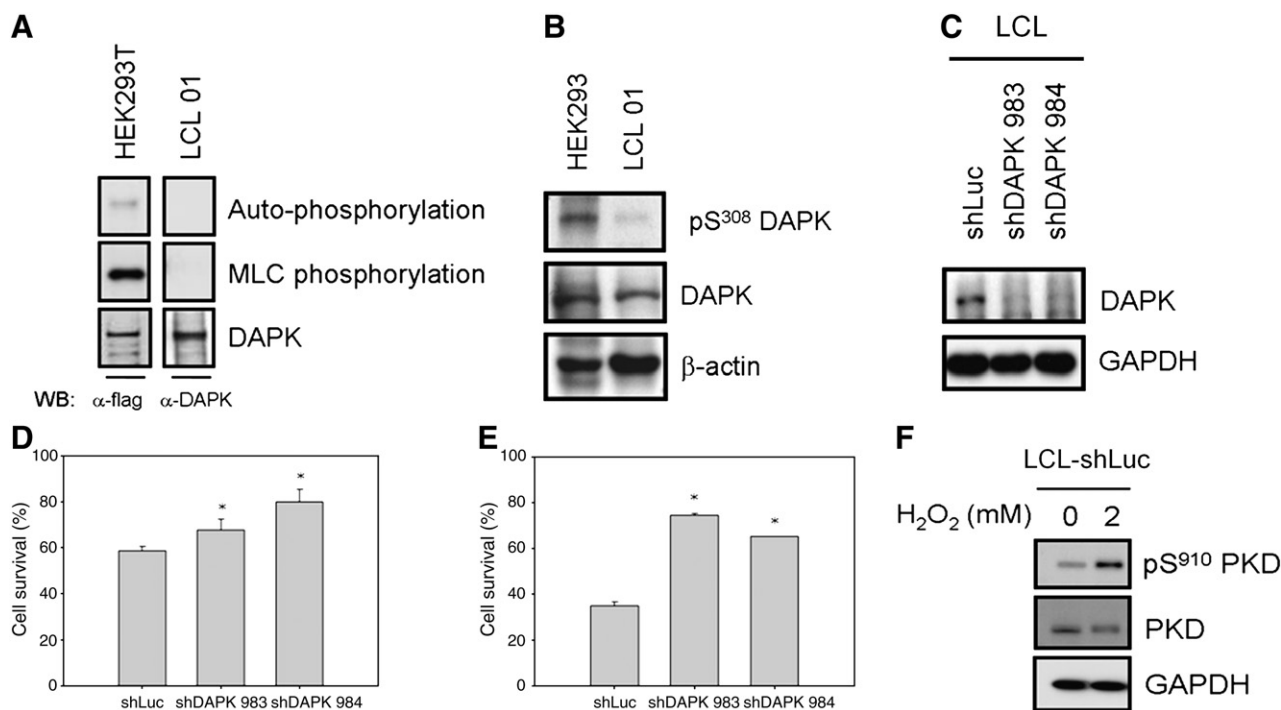 A
HEK293T
LCL 01
Auto-phosphorylation
MLC phosphorylation
DAPK
WB: α-flag α-DAPK
B
HEK293
LCL 01
pS³⁰⁸ DAPK
DAPK
β-actin
C
LCL
shLuc
shDAPK 983
shDAPK 984
DAPK
GAPDH
D
Cell survival (%)
100
80
60
40
20
0
*
*
shLuc shDAPK 983 shDAPK 984
E
Cell survival (%)
100
80
60
40
20
0
*
*
shLuc shDAPK 983 shDAPK 984
F
LCL-shLuc
H₂O₂ (mM) 0 2
pS⁹¹⁰ PKD
PKD
GAPDH